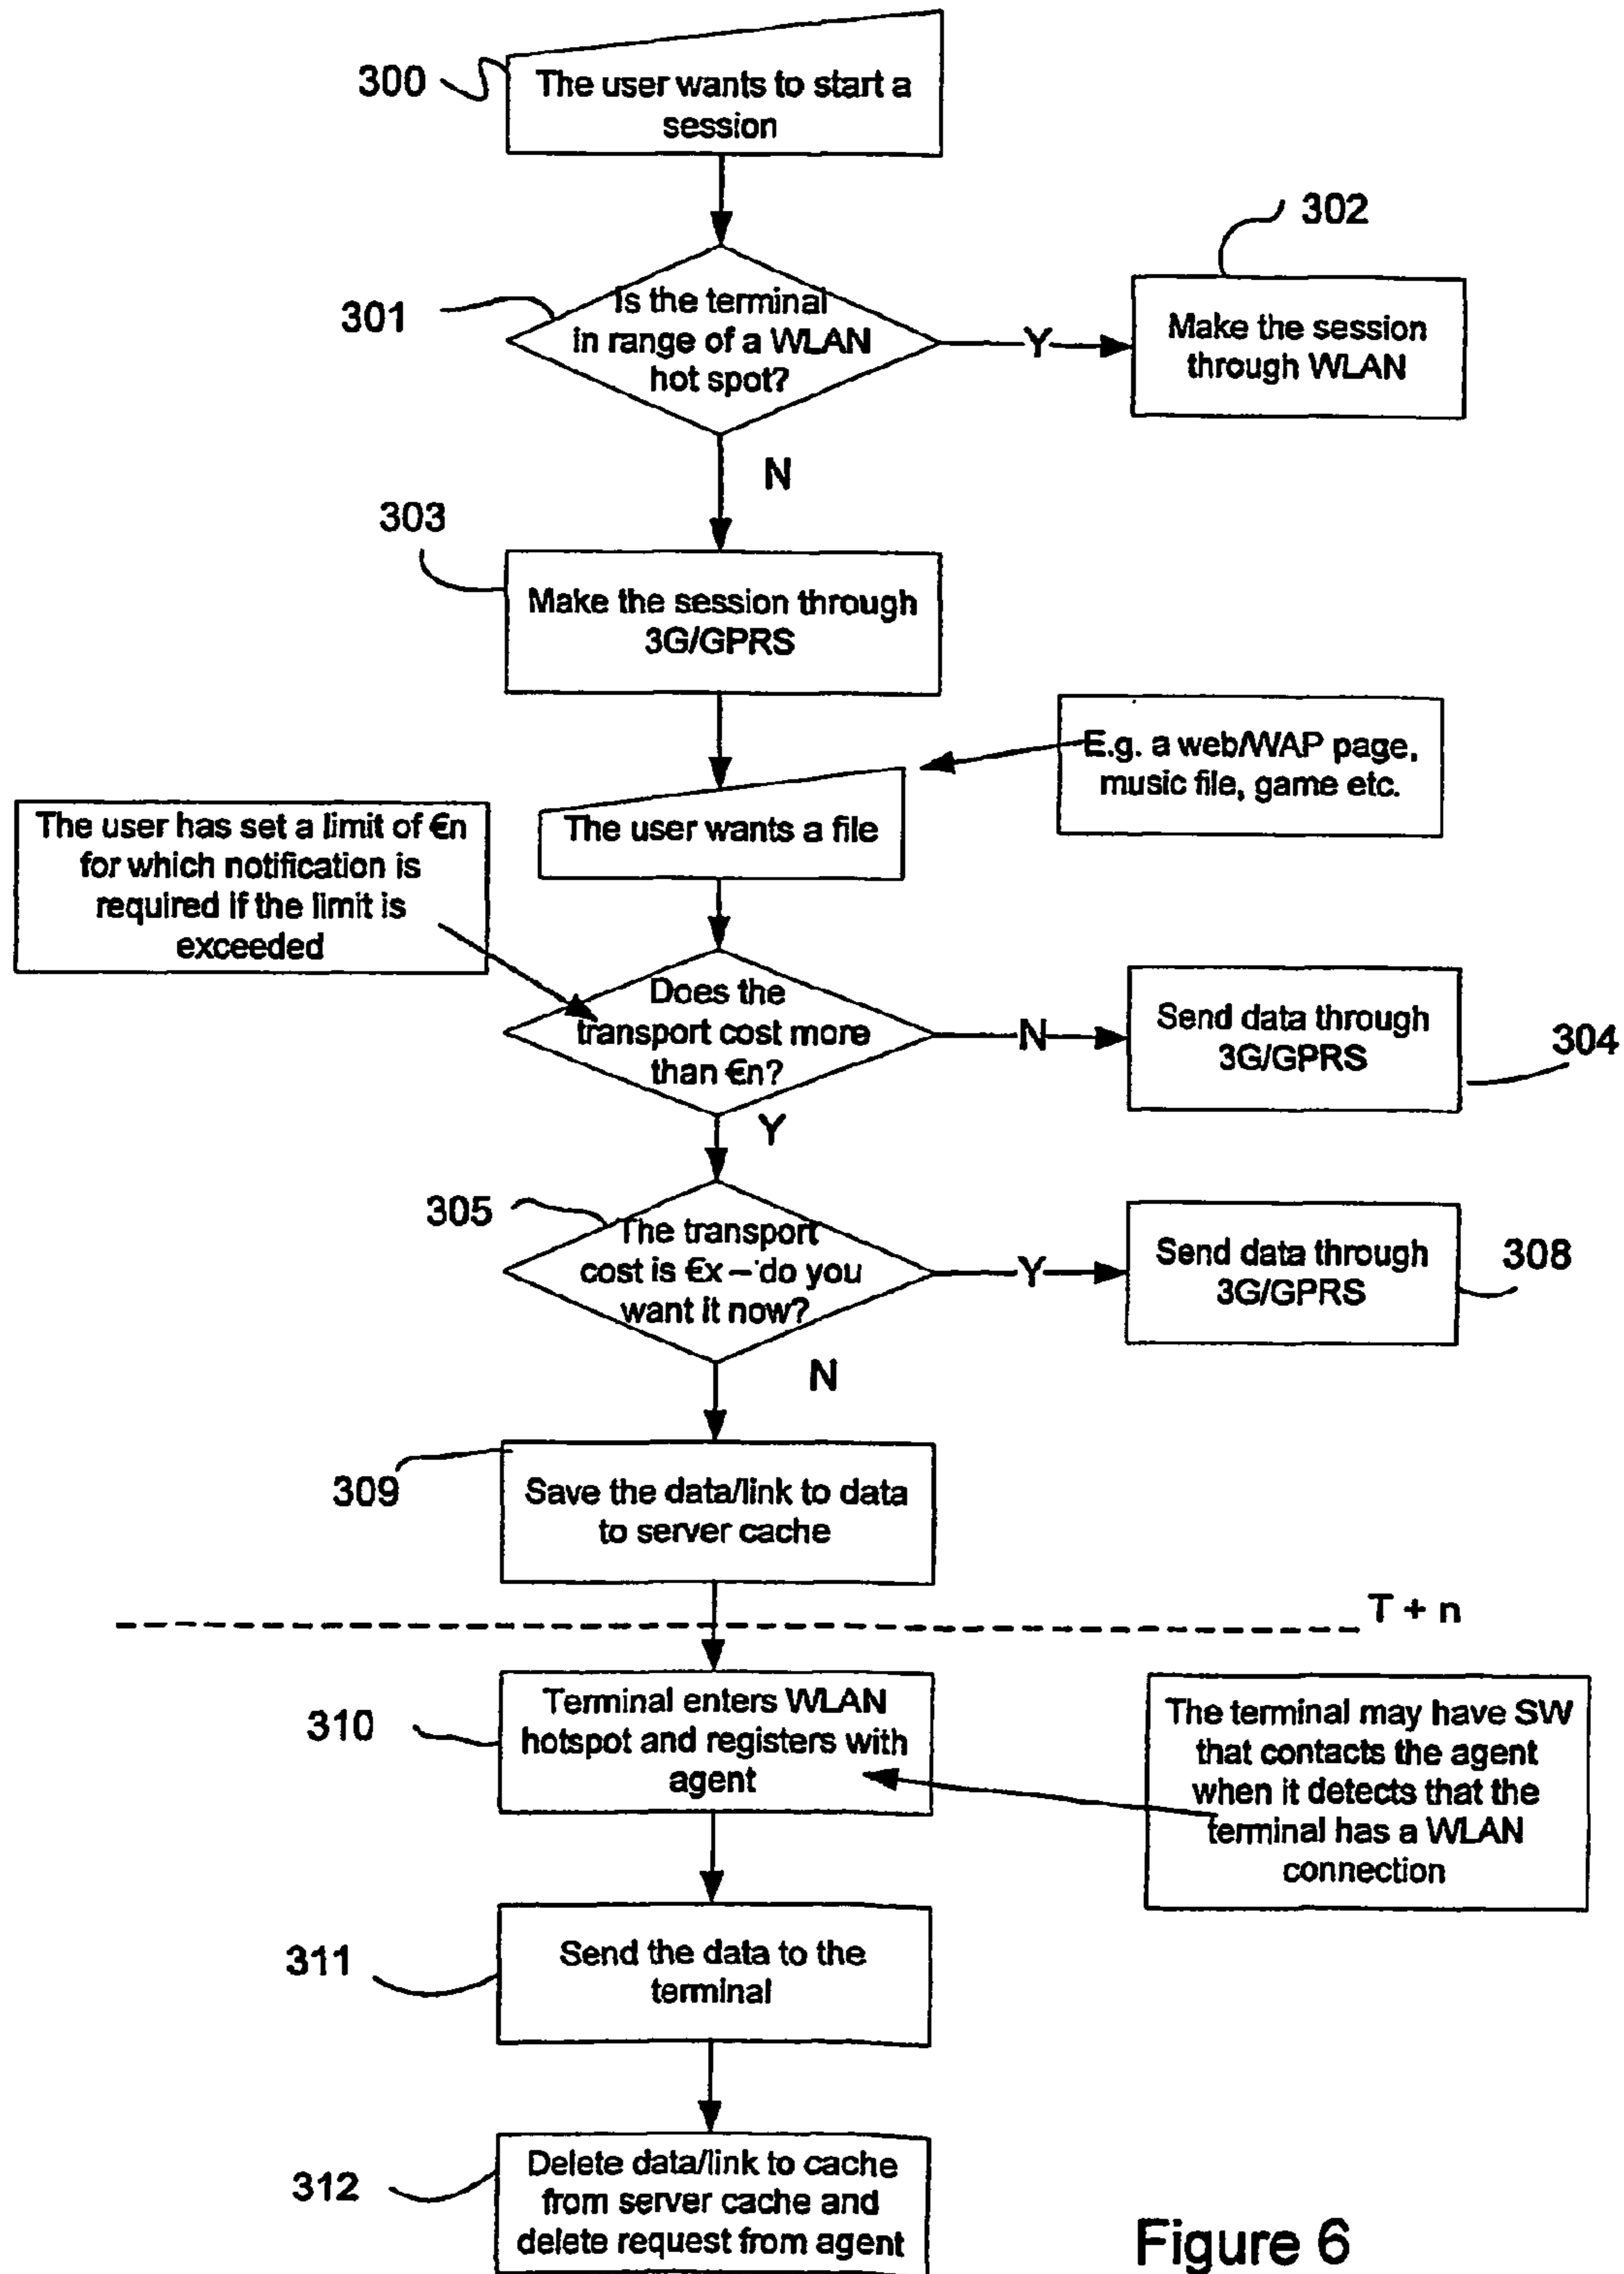 300
The user wants to start a
session
302
301
Is the terminal
in range of a WLAN
hot spot?
Y
Make the session
through WLAN
N
303
Make the session through
3G/GPRS
E.g. a web/WAP page,
music file, game etc.
The user has set a limit of €n
for which notification is
required if the limit is
exceeded
The user wants a file
Does the
transport cost more
than €n?
N
Send data through
3G/GPRS
304
Y
305
The transport
cost is €x – do you
want it now?
Y
Send data through
3G/GPRS
308
N
309
Save the data/link to data
to server cache
T + n
310
Terminal enters WLAN
hotspot and registers with
agent
The terminal may have SW
that contacts the agent
when it detects that the
terminal has a WLAN
connection
311
Send the data to the
terminal
312
Delete data/link to cache
from server cache and
delete request from agent
Figure 6